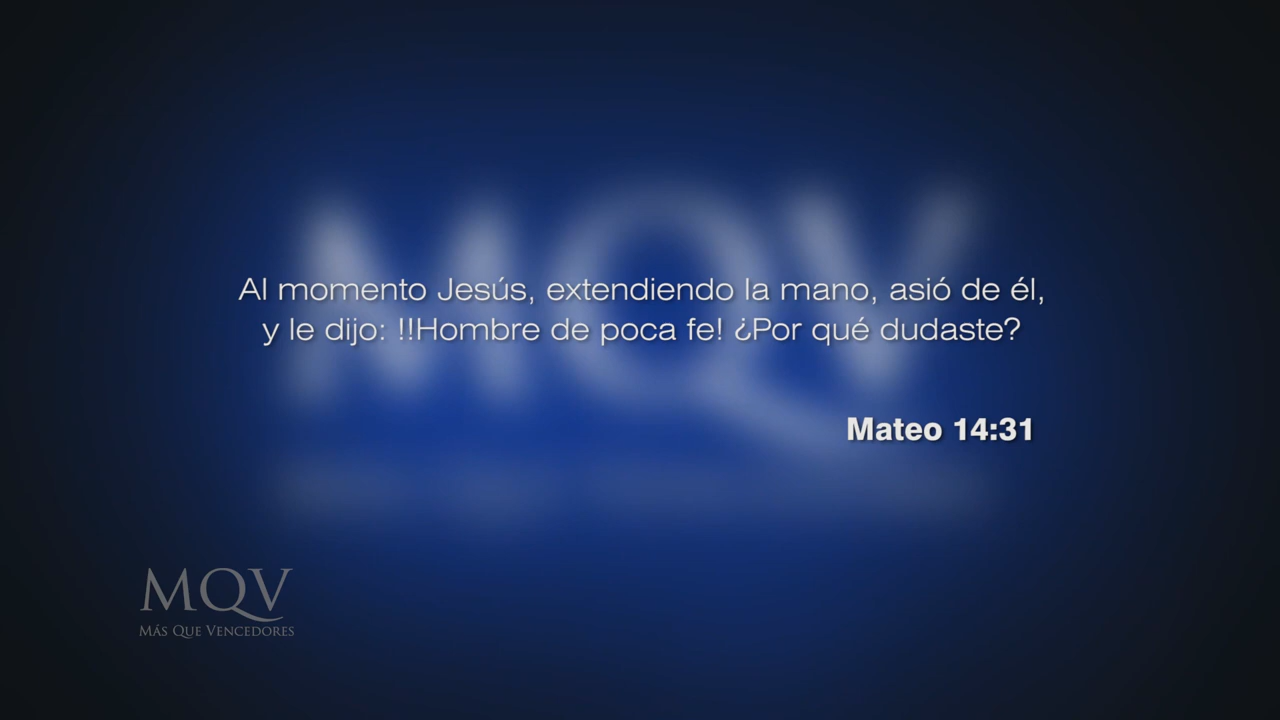 Al momento Jesús, extendiendo la mano, asió de él,
y le dijo: !!Hombre de poca fe! ¿Por qué dudaste?
Mateo 14:31
MQV
MÁS QUE VENCEDORES